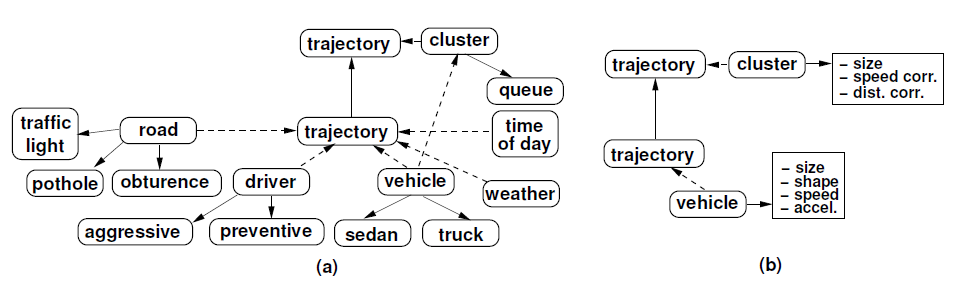 trajectory
cluster
queue
traffic
light
road
trajectory
time
of day
pothole
obturence
driver
vehicle
weather
aggressive
preventive
sedan
truck
(a)
trajectory
cluster
– size
– speed corr.
– dist. corr.
trajectory
vehicle
– size
– shape
– speed
– accel.
(b)